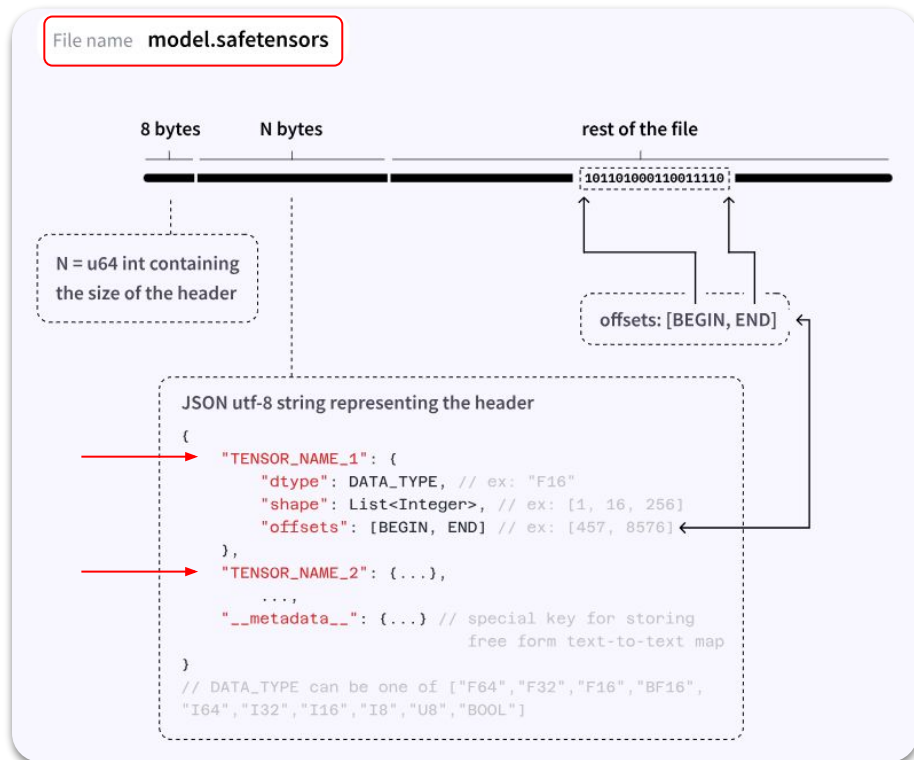 File name model.safetensors
8 bytes N bytes rest of the file
101101000110011110
N = u64 int containing
the size of the header
offsets: [BEGIN, END]
JSON utf-8 string representing the header
{
"TENSOR_NAME_1": {
"dtype": DATA_TYPE, // ex: "F16"
"shape": List<Integer>, // ex: [1, 16, 256]
"offsets": [BEGIN, END] // ex: [457, 8576]
},
"TENSOR_NAME_2": {...},
...,
"__metadata__": {...} // special key for storing
free form text-to-text map
}
// DATA_TYPE can be one of ["F64","F32","F16","BF16",
"I64","I32","I16","I8","U8","BOOL"]